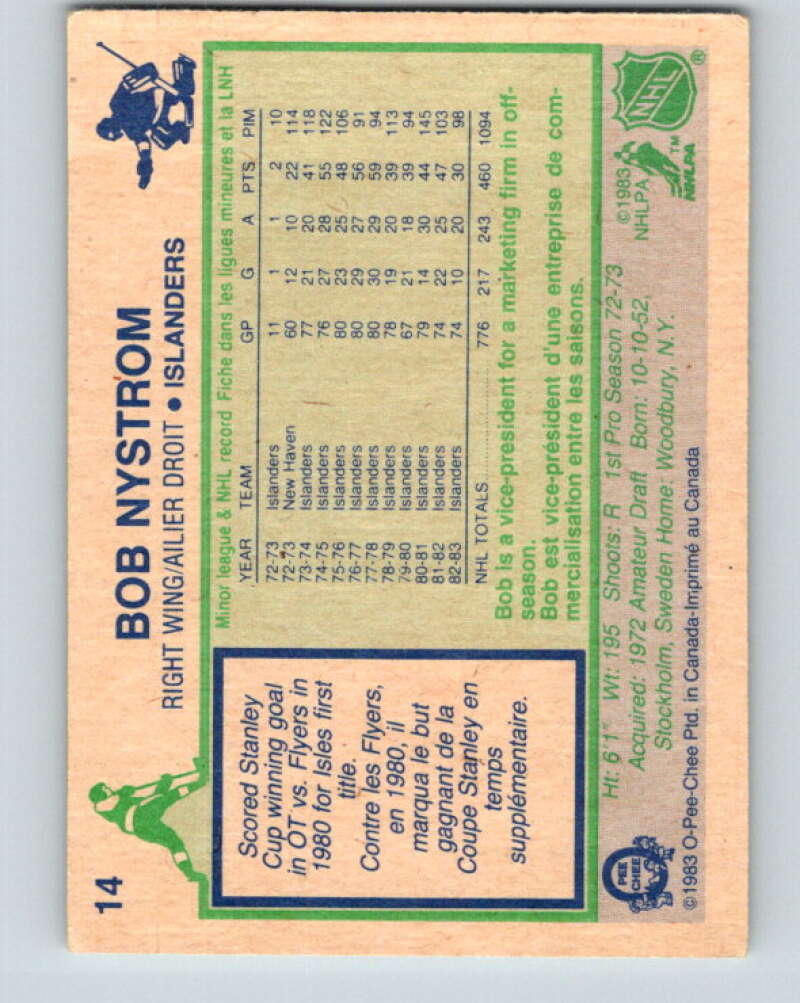 14
BOB NYSTROM
RIGHT WING/AILIER DROIT • ISLANDERS
Scored Stanley
Cup winning goal
in OT vs. Flyers in
1980 for Isles first
title.
Contre les Flyers,
en 1980, il
marqua le but
gagnant de la
Coupe Stanley en
temps
supplémentaire.
Minor league & NHL record Fiche dans les ligues mineures et la LNH
YEAR TEAM GP G A PTS PIM
72-73 Islanders 11 1 1 2 10
72-73 New Haven 60 12 10 22 114
73-74 Islanders 77 21 20 41 118
74-75 Islanders 76 27 28 55 122
75-76 Islanders 80 23 25 48 106
76-77 Islanders 80 29 27 56 91
77-78 Islanders 80 30 29 59 94
78-79 Islanders 78 19 20 39 113
79-80 Islanders 67 21 18 39 94
80-81 Islanders 79 14 30 44 145
81-82 Islanders 74 22 25 47 103
82-83 Islanders 74 10 20 30 98
NHL TOTALS 776 217 243 460 1094
Bob is a vice-president for a marketing firm in off-
season.
Bob est vice-président d'une entreprise de com-
mercialisation entre les saisons.
Ht: 6'1" Wt: 195 Shoots: R 1st Pro Season 72-73
Acquired: 1972 Amateur Draft Born: 10-10-52,
Stockholm, Sweden Home: Woodbury, N.Y.
©1983
NHLPA
NHL ®
NHLPA TM
O PEE CHEE
©1983 O-Pee-Chee Ptd. in Canada-Imprimé au Canada